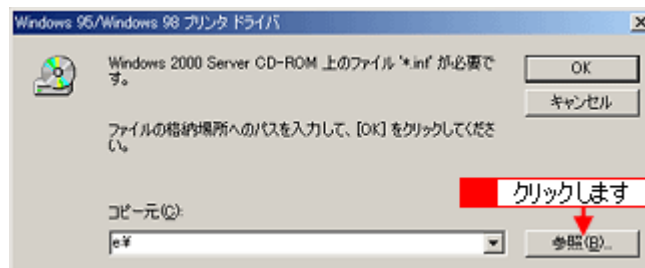 Windows 95/Windows 98 プリンタ ドライバ
Windows 2000 Server CD-ROM 上のファイル '*.inf' が必要で
す。
OK
キャンセル
ファイルの格納場所へのパスを入力して、[OK] をクリックしてくださ
い。
クリックします
コピー元(C):
e:¥
参照(B)...